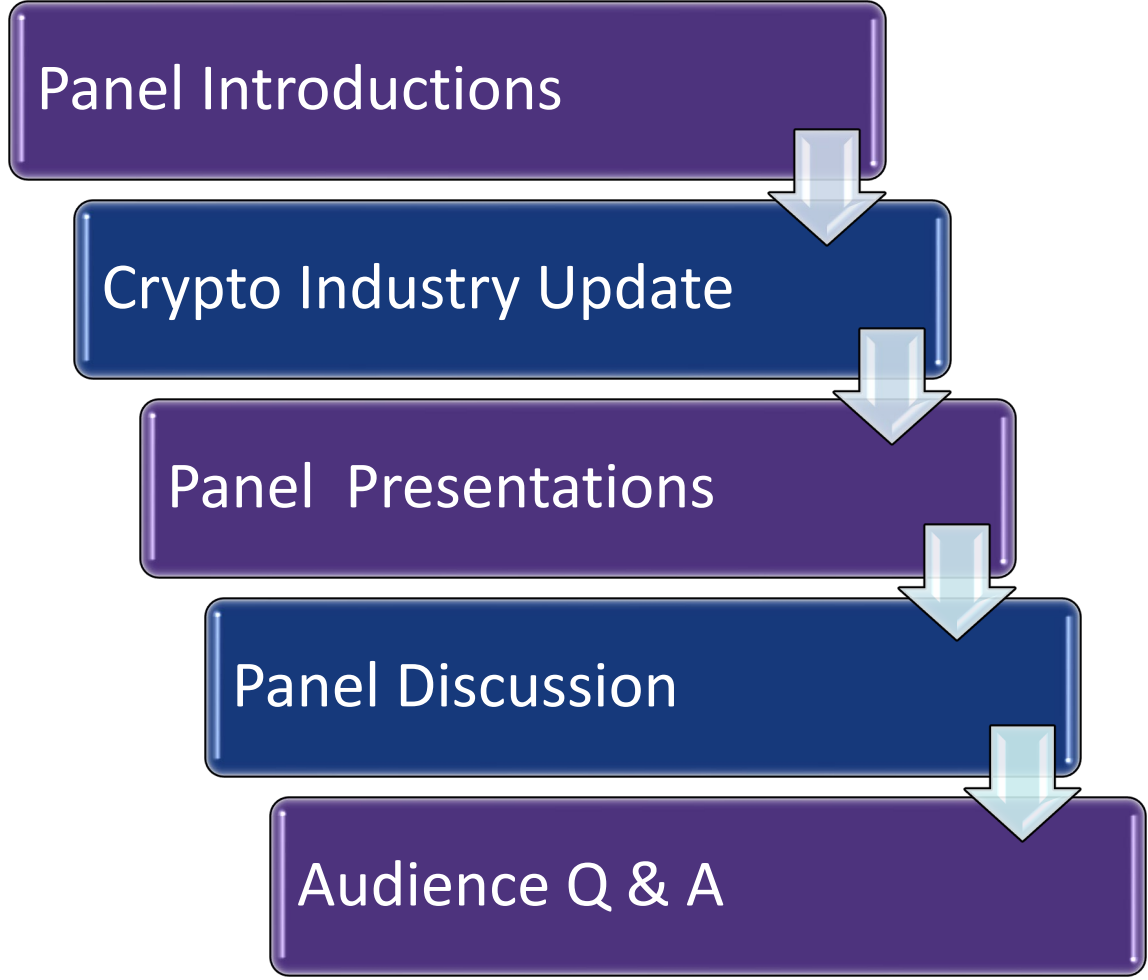 Panel Introductions
Crypto Industry Update
Panel  Presentations
Panel Discussion
Audience Q & A